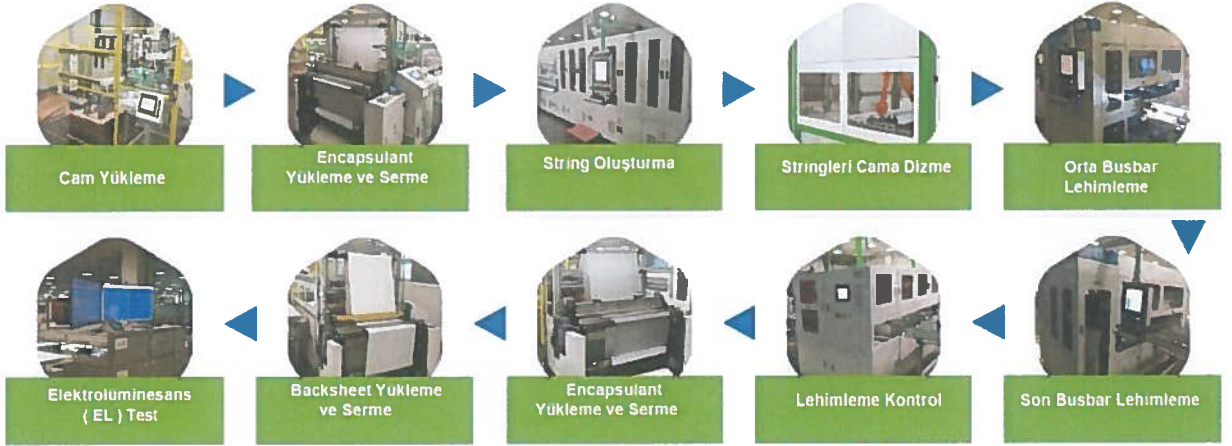 Cam Yükleme
Encapsulant
Yükleme ve Serme
String Oluşturma
Stringleri Cama Dizme
Orta Busbar
Lehimleme
Son Busbar Lehimleme
Lehimleme Kontrol
Encapsulant
Yükleme ve Serme
Backsheet Yükleme
ve Serme
Elektrolüminesans
( EL ) Test